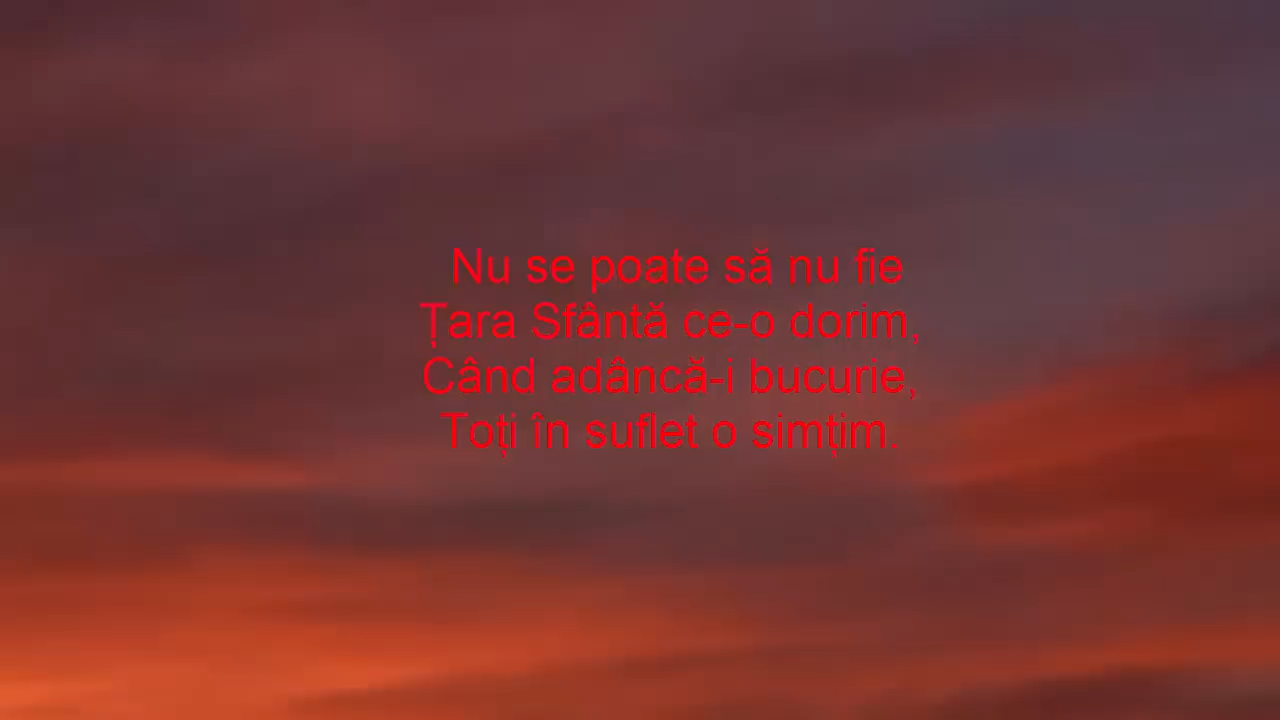 Nu se poate să nu fie
Țara Sfântă ce-o dorim,
Când adâncă-i bucurie,
Toți în suflet o simțim.